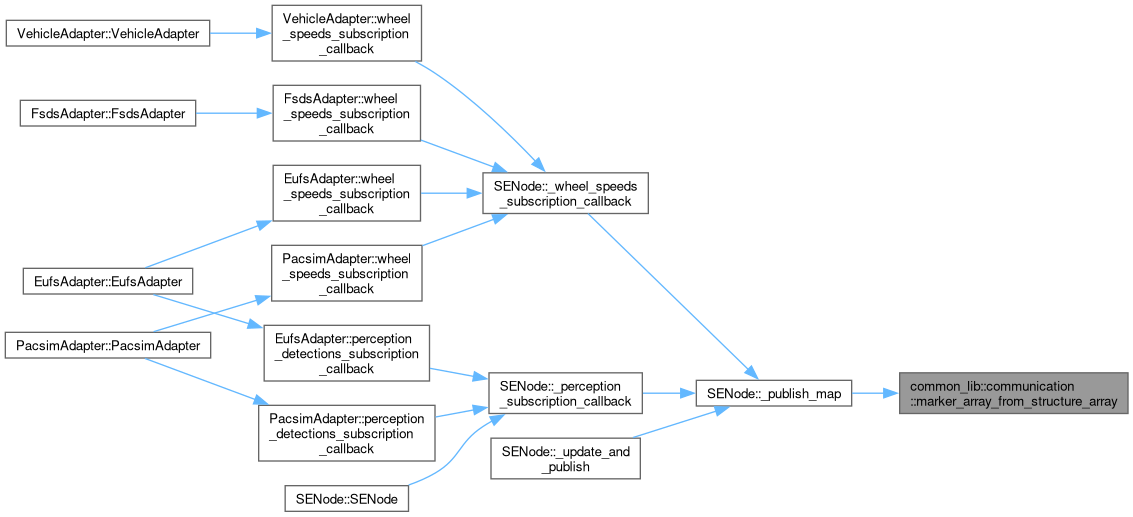 VehicleAdapter::VehicleAdapter
VehicleAdapter::wheel
_speeds_subscription
_callback
FsdsAdapter::FsdsAdapter
FsdsAdapter::wheel
_speeds_subscription
_callback
EufsAdapter::wheel
_speeds_subscription
_callback
SENode::_wheel_speeds
_subscription_callback
EufsAdapter::EufsAdapter
PacsimAdapter::wheel
_speeds_subscription
_callback
PacsimAdapter::PacsimAdapter
EufsAdapter::perception
_detections_subscription
_callback
SENode::_perception
_subscription_callback
SENode::_publish_map
common_lib::communication
::marker_array_from_structure_array
PacsimAdapter::perception
_detections_subscription
_callback
SENode::_update_and
_publish
SENode::SENode